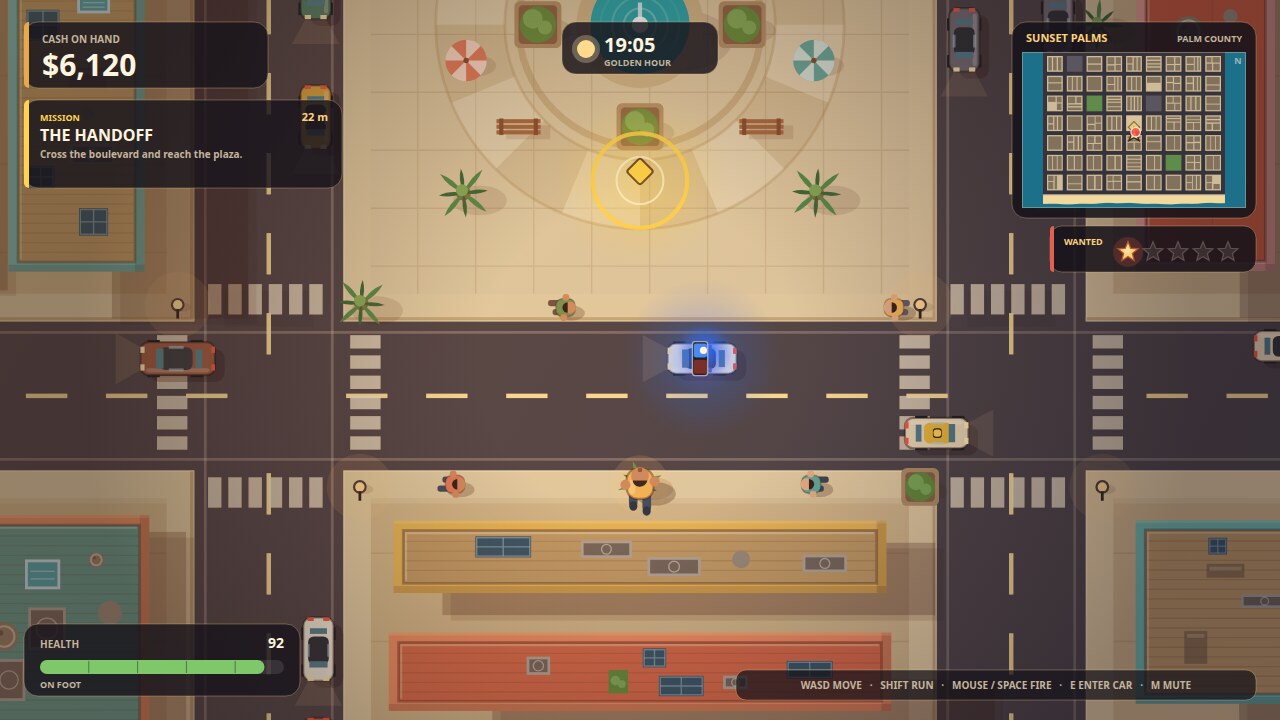 CASH ON HAND
$6,120
MISSION
22 m
THE HANDOFF
Cross the boulevard and reach the plaza.
19:05
GOLDEN HOUR
SUNSET PALMS
PALM COUNTY
N
WANTED
HEALTH
92
ON FOOT
WASD MOVE · SHIFT RUN · MOUSE / SPACE FIRE · E ENTER CAR · M MUTE